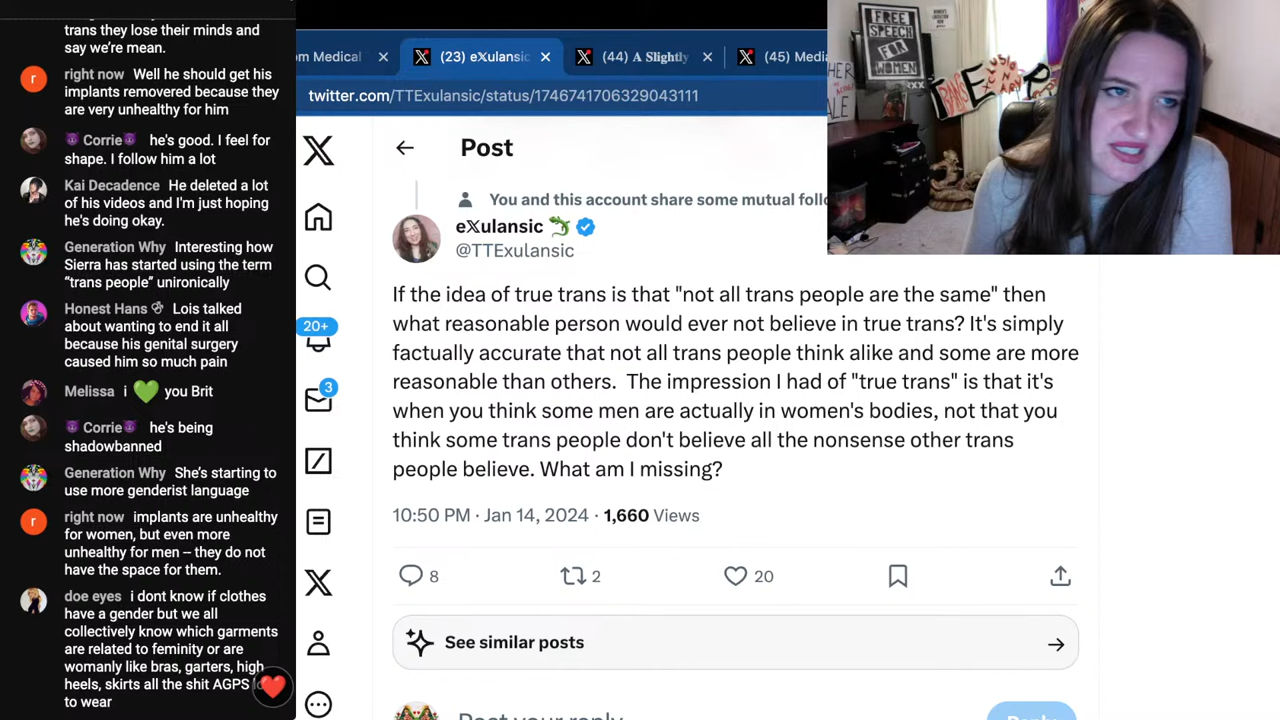 trans they lose their minds and
say we're mean.
right now Well he should get his
implants removed because they
are very unhealthy for him
Corrie he's good. I feel for
shape. I follow him a lot
Kai Decadence He deleted a lot
of his videos and I'm just hoping
he's doing okay.
Generation Why Interesting how
Sierra has started using the term
“trans people” unironically
Honest Hans Lois talked
about wanting to end it all
because his genital surgery
caused him so much pain
Melissa i 💚 you Brit
Corrie he's being
shadowbanned
Generation Why She's starting to
use more genderist language
right now implants are unhealthy
for women, but even more
unhealthy for men – they do not
have the space for them.
doe eyes i dont know if clothes
have a gender but we all
collectively know which garments
are related to feminity or are
womanly like bras, garters, high
heels, skirts all the shit AGPS
to wear
om Medical
(23) eXulansic
(44) A Slightly
(45) Medi
twitter.com/TTExulansic/status/1746741706329043111
Post
You and this account share some mutual follo
eXulansic 🦎
@TTExulansic
If the idea of true trans is that "not all trans people are the same" then
what reasonable person would ever not believe in true trans? It's simply
factually accurate that not all trans people think alike and some are more
reasonable than others. The impression I had of "true trans" is that it's
when you think some men are actually in women's bodies, not that you
think some trans people don't believe all the nonsense other trans
people believe. What am I missing?
10:50 PM · Jan 14, 2024 · 1,660 Views
8
2
20
See similar posts
Post your reply
Reply
20+
3
FREE
SPEECH
FOR
WOMEN